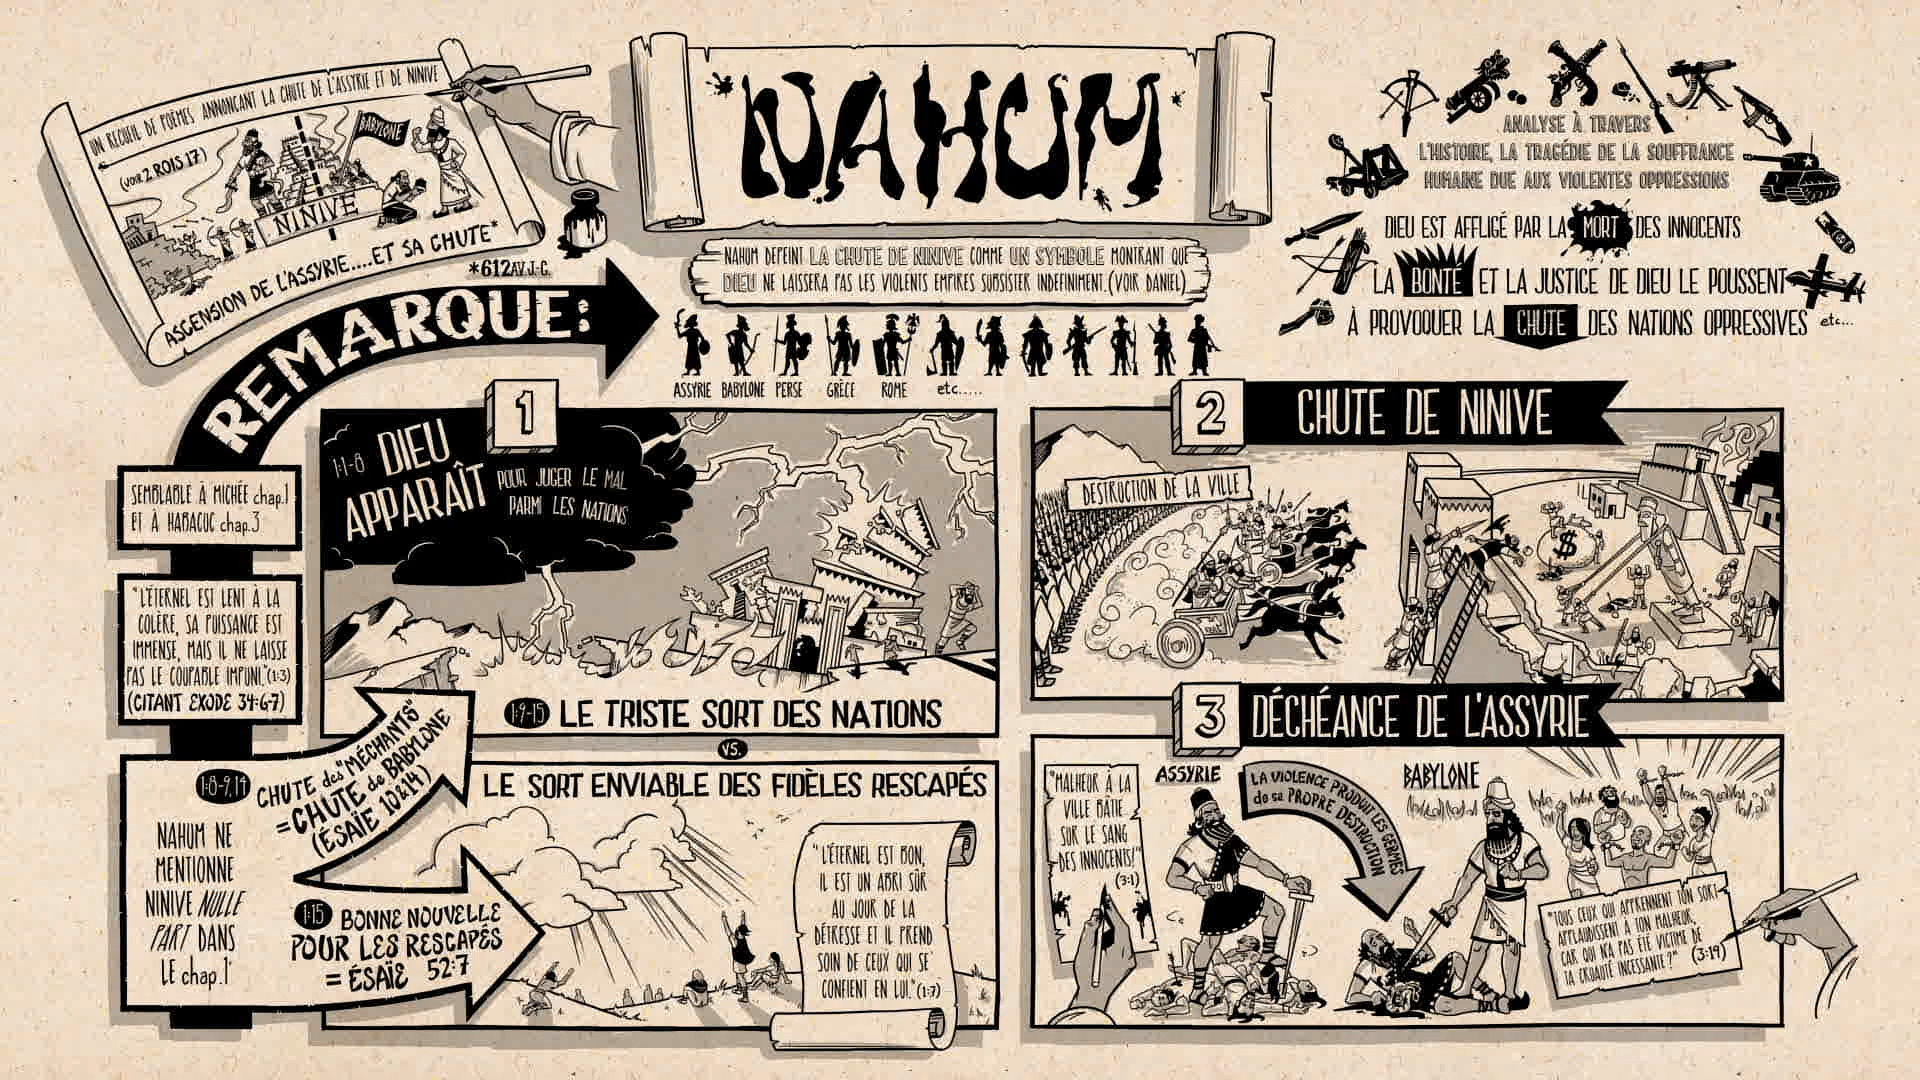 UN RECUEIL DE POÈMES ANNONÇANT LA CHUTE DE L'ASSYRIE ET DE NINIVE
(VOIR 2 ROIS 17)
BABYLONE
NINIVE
ASCENSION DE L'ASSYRIE....ET SA CHUTE*
*612 AV. J.-C.
NAHUM
NAHUM DEPEINT LA CHUTE DE NINIVE COMME UN SYMBOLE MONTRANT QUE
DIEU NE LAISSERA PAS LES VIOLENTS EMPIRES SUBSISTER INDEFINIMENT.(VOIR DANIEL)
ASSYRIE BABYLONE PERSE GRÈCE ROME etc.....
ANALYSE À TRAVERS
L'HISTOIRE, LA TRAGÉDIE DE LA SOUFFRANCE
HUMAINE DUE AUX VIOLENTES OPPRESSIONS
DIEU EST AFFLIGÉ PAR LA MORT DES INNOCENTS
LA BONTÉ ET LA JUSTICE DE DIEU LE POUSSENT
À PROVOQUER LA CHUTE DES NATIONS OPPRESSIVES etc...
REMARQUE:
SEMBLABLE À MICHÉE chap.1
ET À HABACUC chap.3
"L'ÉTERNEL EST LENT À LA
COLÈRE, SA PUISSANCE EST
IMMENSE, MAIS IL NE LAISSE
PAS LE COUPABLE IMPUNI."(1:3)
(CITANT EXODE 34:6-7)
NAHUM NE
MENTIONNE
NINIVE NULLE
PART DANS
LE chap.1
1:8-9,14
CHUTE des "MÉCHANTS"
=CHUTE de BABYLONE
(ÉSAÏE 10&14)
1:15 BONNE NOUVELLE
POUR LES RESCAPÉS
= ÉSAÏE 52:7
1
1:1-8 DIEU
APPARAÎT
POUR JUGER LE MAL
PARMI LES NATIONS
1:9-15 LE TRISTE SORT DES NATIONS
VS.
LE SORT ENVIABLE DES FIDÈLES RESCAPÉS
"L'ÉTERNEL EST BON,
IL EST UN ABRI SÛR
AU JOUR DE LA
DÉTRESSE ET IL PREND
SOIN DE CEUX QUI SE
CONFIENT EN LUI."(1:7)
2 CHUTE DE NINIVE
DESTRUCTION DE LA VILLE
$
3 DÉCHÉANCE DE L'ASSYRIE
"MALHEUR À LA
VILLE BÂTIE
SUR LE SANG
DES INNOCENTS!"
(3:1)
ASSYRIE
LA VIOLENCE PRODUIT LES GERMES
de sa PROPRE DESTRUCTION
BABYLONE
"TOUS CEUX QUI APPRENNENT TON SORT
APPLAUDISSENT À TON MALHEUR,
CAR QUI N'A PAS ÉTÉ VICTIME DE
TA CRUAUTÉ INCESSANTE?" (3:19)